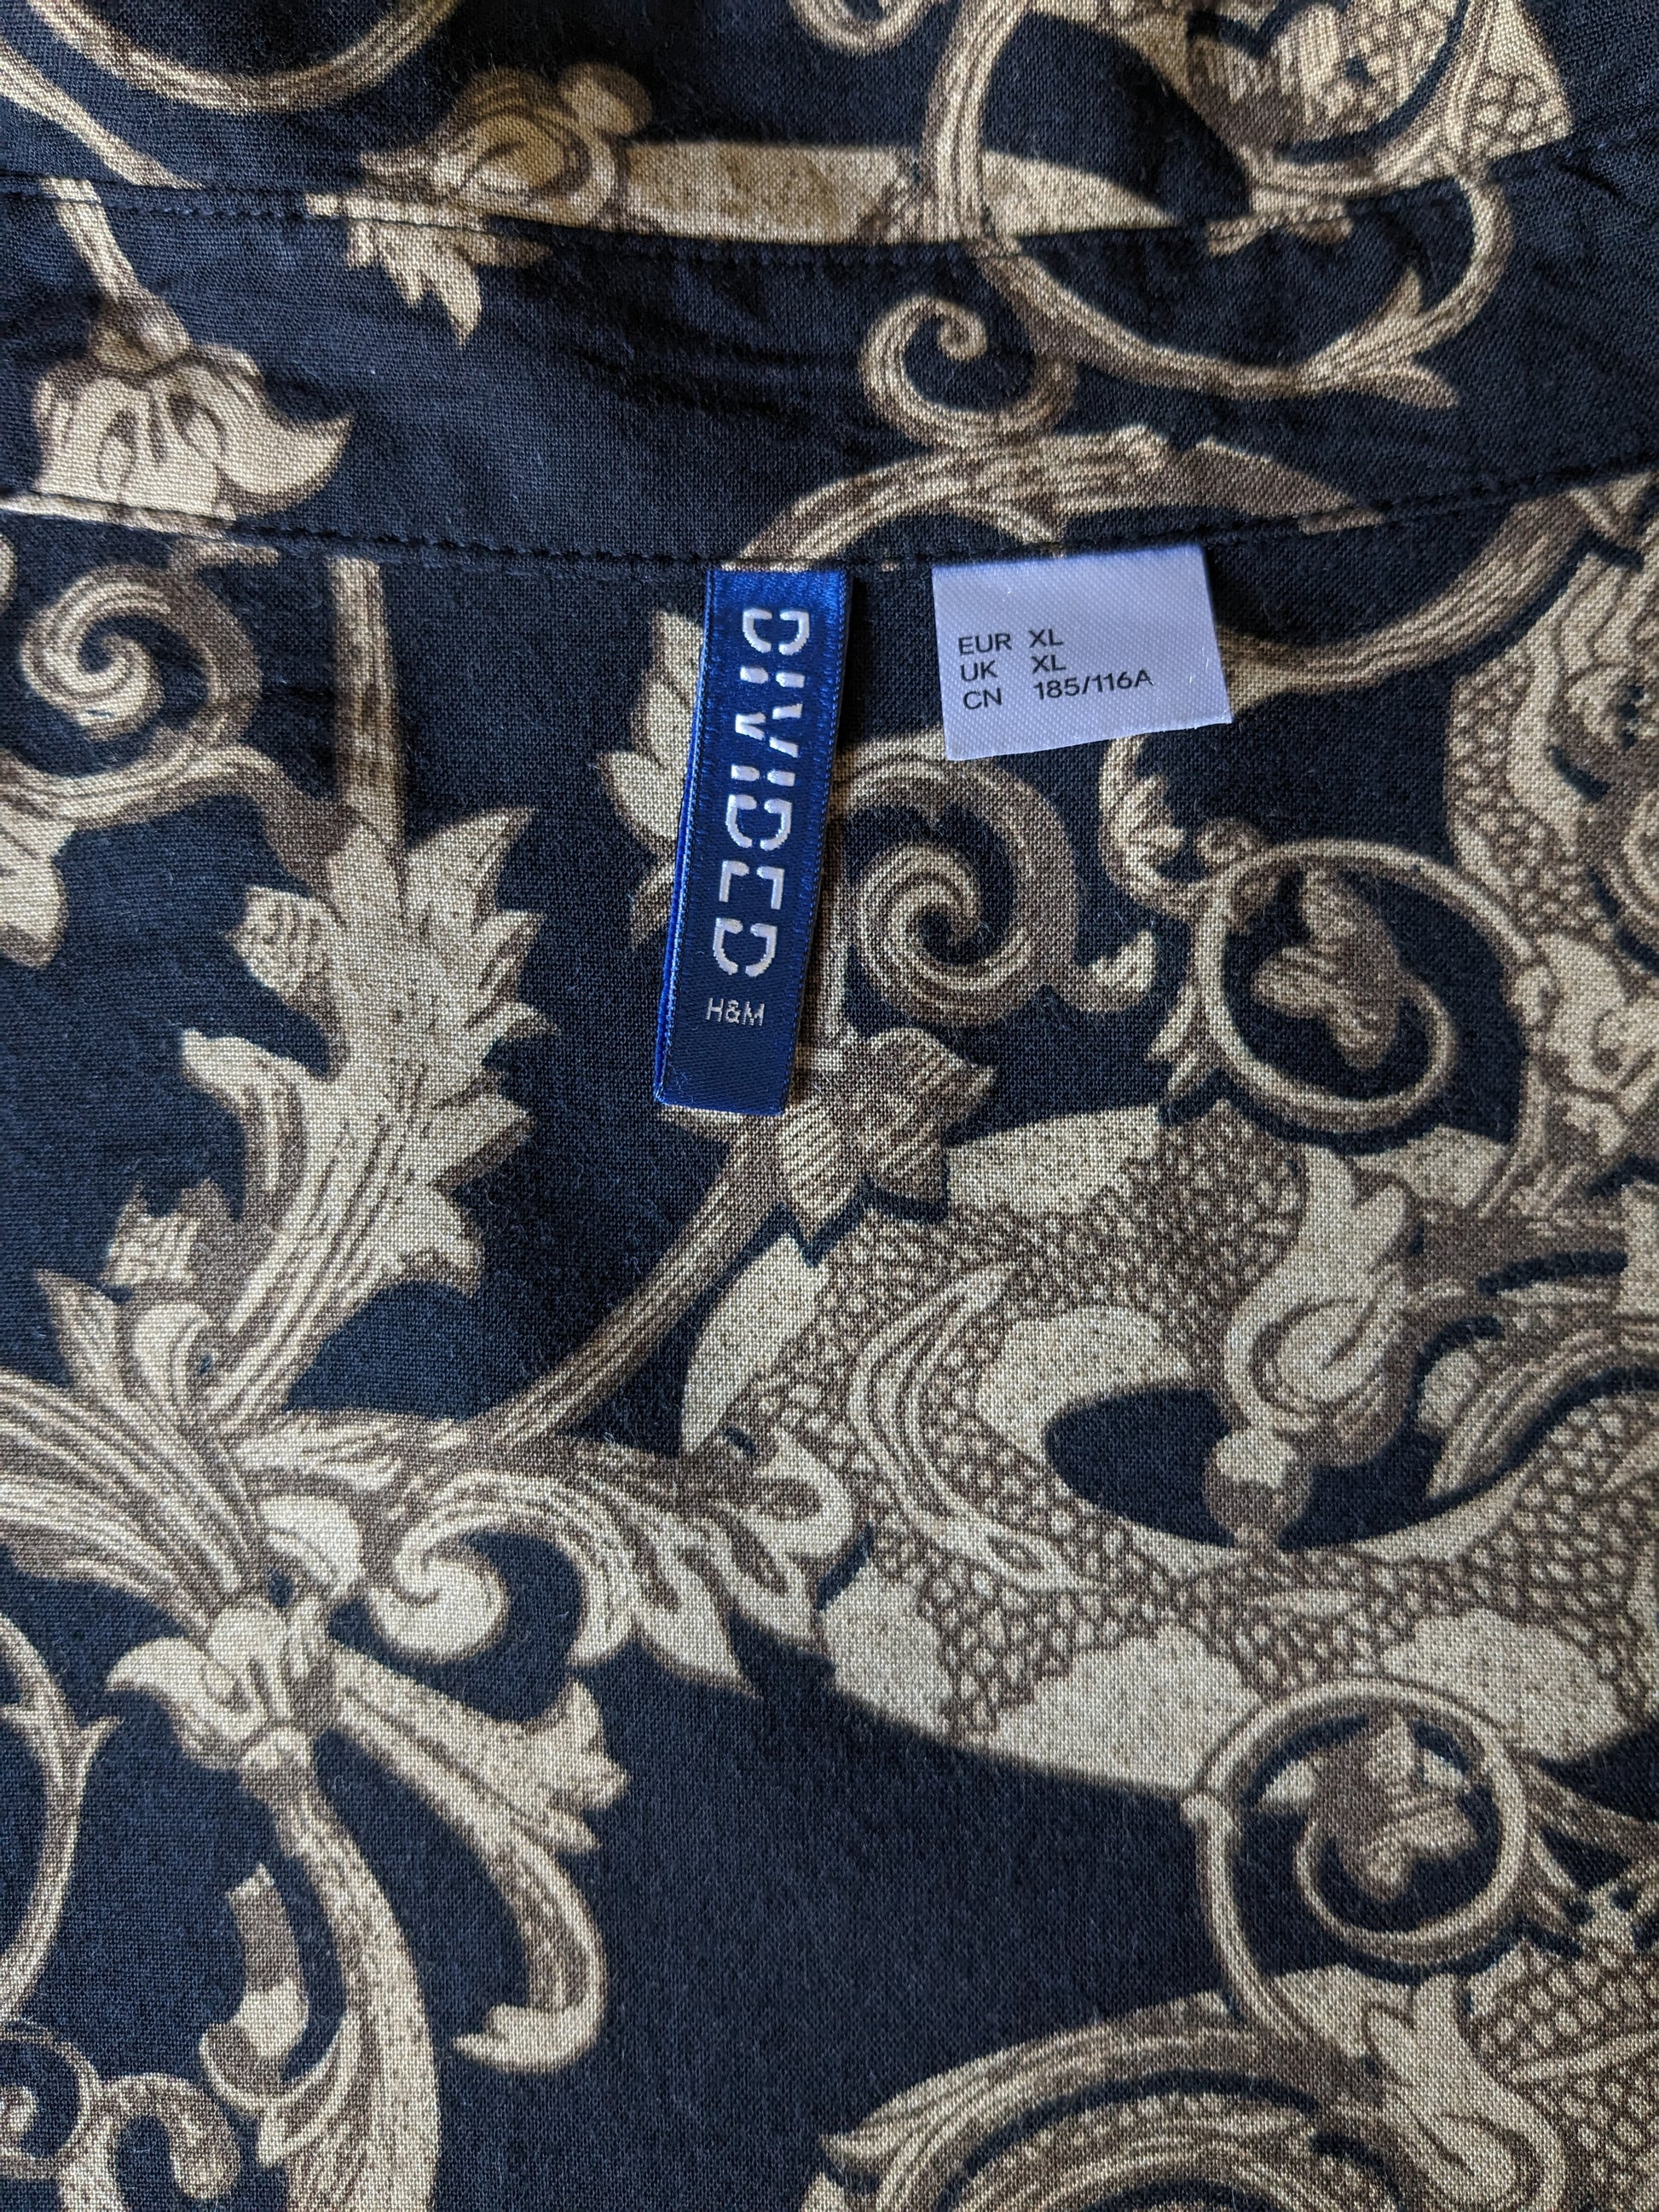 DIVIDED
H&M
EUR XL
UK XL
CN 185/116A